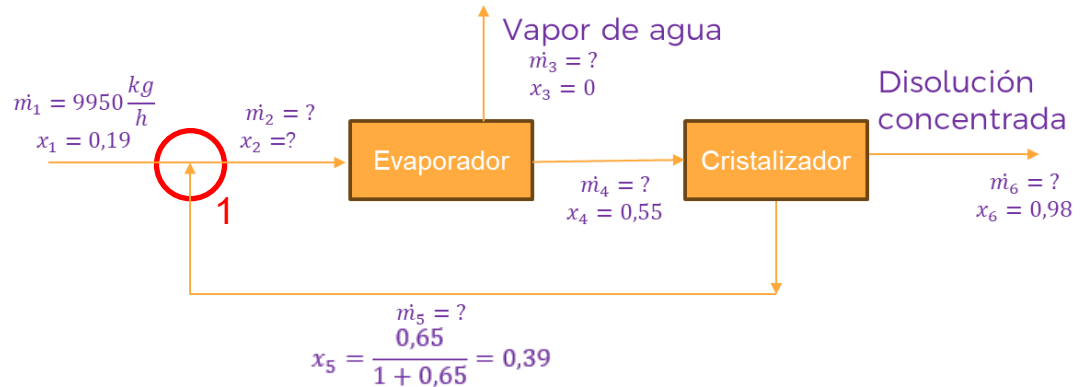 Vapor de agua
ṁ₃ = ?
x₃ = 0
ṁ₁ = 9950 kg/h
x₁ = 0,19
ṁ₂ = ?
x₂ =?
Evaporador
ṁ₄ = ?
x₄ = 0,55
Cristalizador
Disolución
concentrada
ṁ₆ = ?
x₆ = 0,98
1
ṁ₅ = ?
x₅ = 0,65/(1 + 0,65) = 0,39